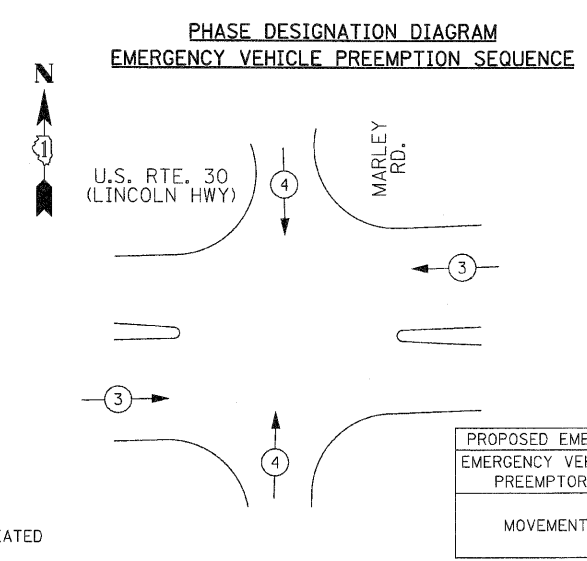 PHASE DESIGNATION DIAGRAM
EMERGENCY VEHICLE PREEMPTION SEQUENCE
N
1
U.S. RTE. 30
(LINCOLN HWY)
MARLEY
RD.
4
3
3
4
PROPOSED EME
EMERGENCY VEH
PREEMPTOR
MOVEMENT
EATED